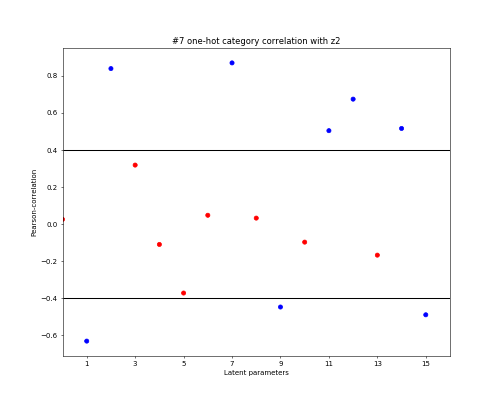 #7 one-hot category correlation with z2
0.8
0.6
0.4
0.2
0.0
−0.2
−0.4
−0.6
Pearson-correlation
1 3 5 7 9 11 13 15
Latent parameters